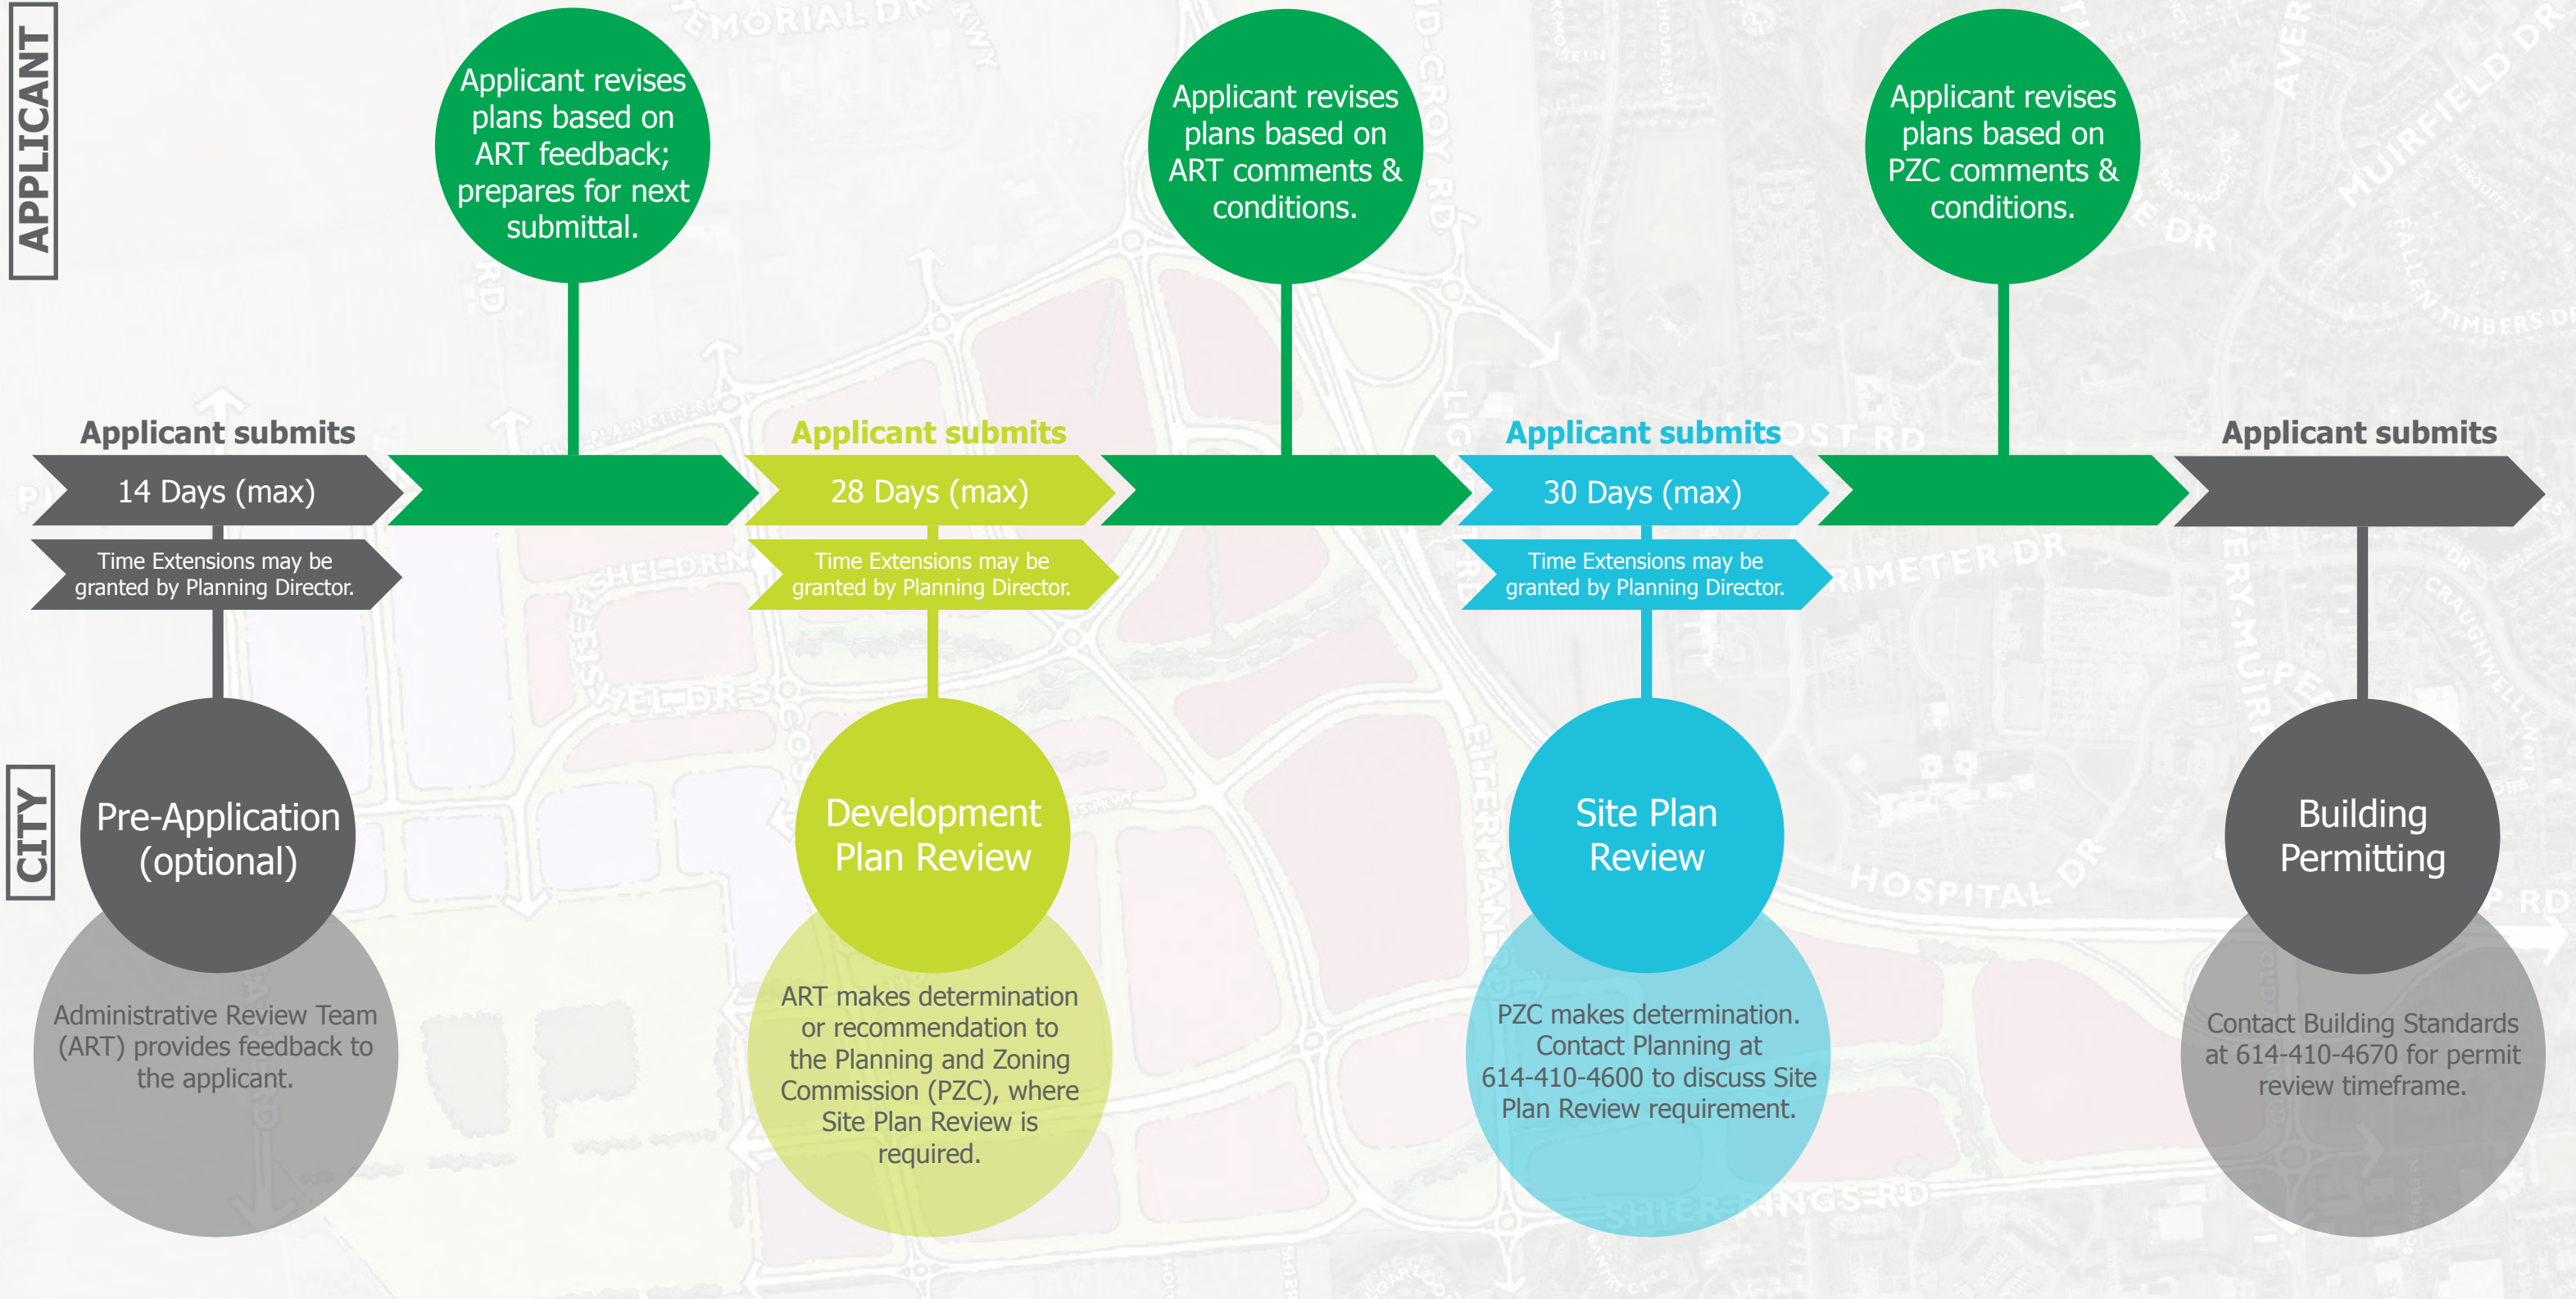 APPLICANT
Applicant revises
plans based on
ART feedback;
prepares for next
submittal.
Applicant revises
plans based on
ART comments &
conditions.
Applicant revises
plans based on
PZC comments &
conditions.
Applicant submits
14 Days (max)
Time Extensions may be
granted by Planning Director.
Applicant submits
28 Days (max)
Time Extensions may be
granted by Planning Director.
Applicant submits
30 Days (max)
Time Extensions may be
granted by Planning Director.
Applicant submits
CITY
Pre-Application
(optional)
Administrative Review Team
(ART) provides feedback to
the applicant.
Development
Plan Review
ART makes determination
or recommendation to
the Planning and Zoning
Commission (PZC), where
Site Plan Review is
required.
Site Plan
Review
PZC makes determination.
Contact Planning at
614-410-4600 to discuss Site
Plan Review requirement.
Building
Permitting
Contact Building Standards
at 614-410-4670 for permit
review timeframe.
MUIRFIELD DR
FALLEN TIMBERS DR
HOSPITAL DR
EITERMAN RD
SHIER-RINGS-RD